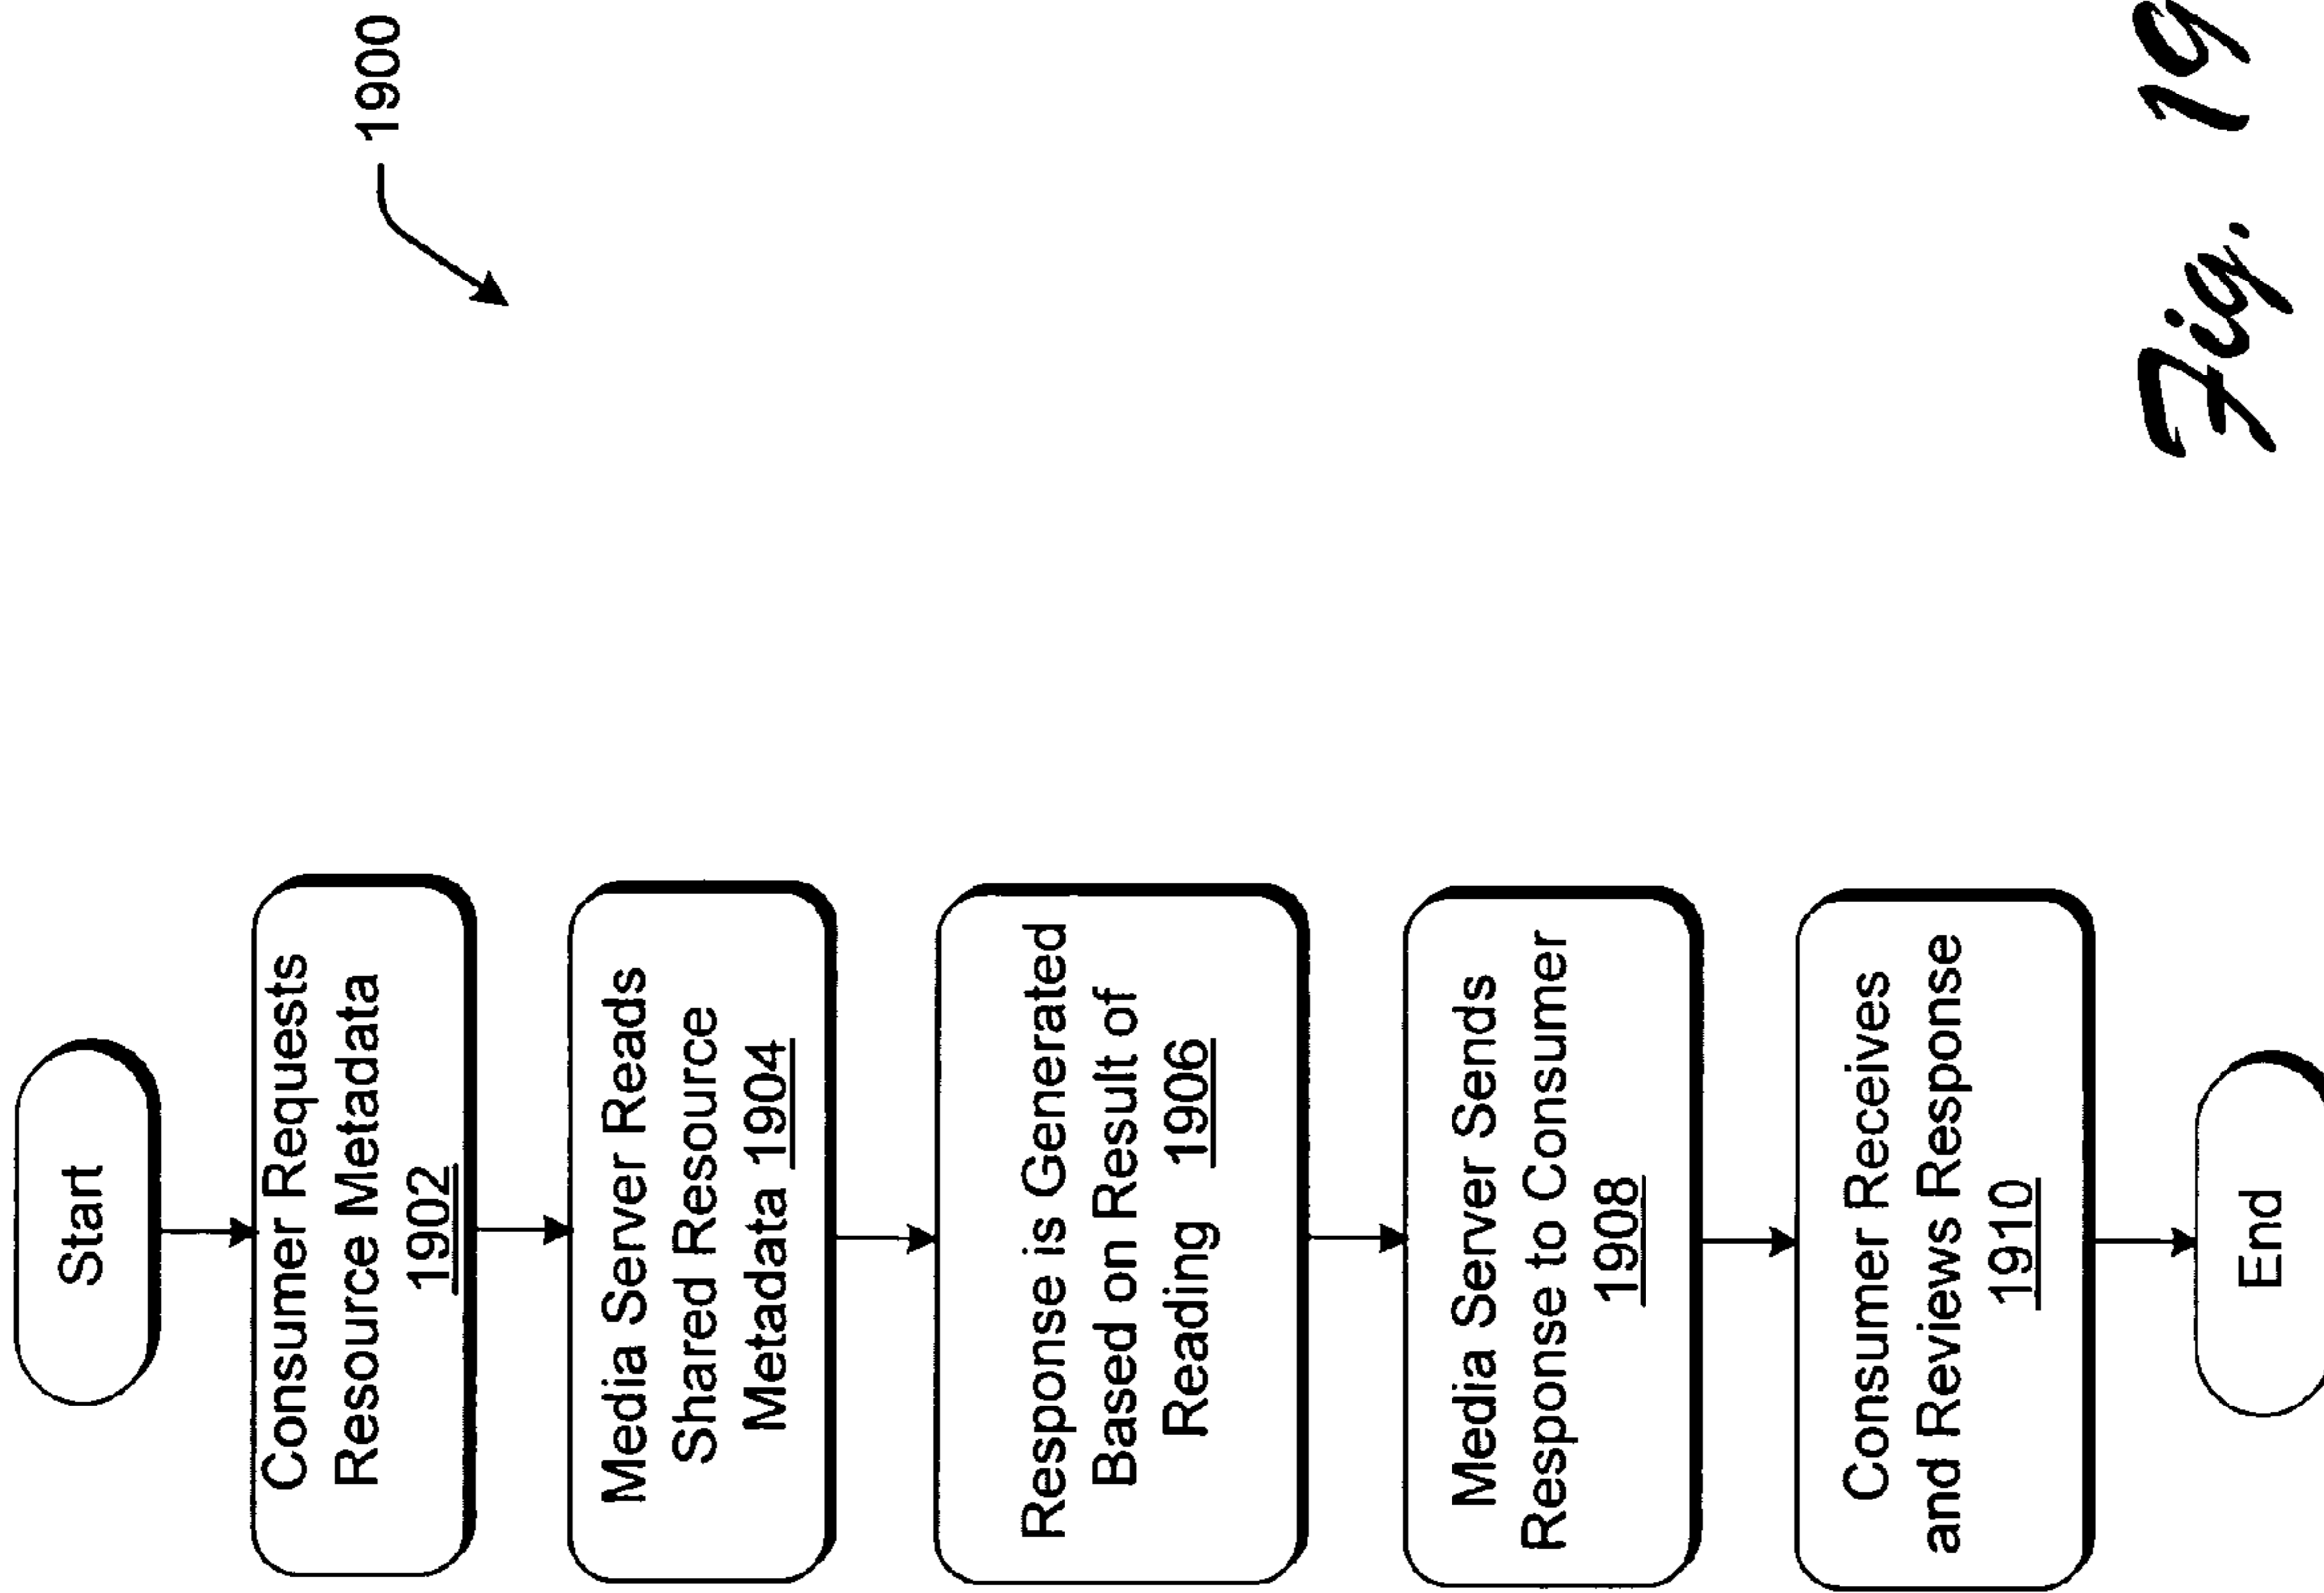 1900
Start
Consumer Requests
Resource Metadata
1902
Media Server Reads
Shared Resource
Metadata 1904
Response is Generated
Based on Result of
Reading 1906
Media Server Sends
Response to Consumer
1908
Consumer Receives
and Reviews Response
1910
End
Fig. 19